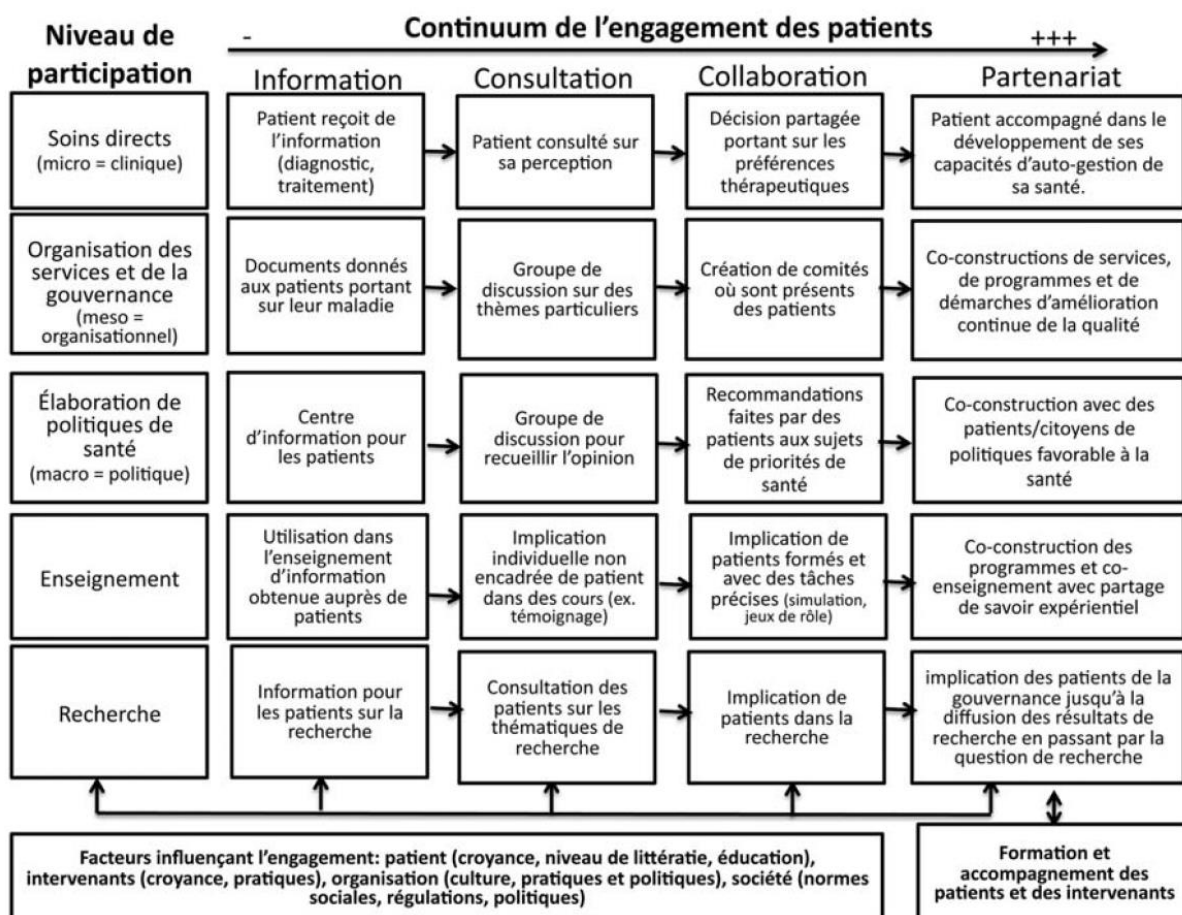 Niveau de
participation
Continuum de l’engagement des patients
-
+++
Information
Consultation
Collaboration
Partenariat
Soins directs
(micro = clinique)
Patient reçoit de
l’information
(diagnostic,
traitement)
Patient consulté sur
sa perception
Décision partagée
portant sur les
préférences
thérapeutiques
Patient accompagné dans le
développement de ses
capacités d’auto-gestion de
sa santé.
Organisation des
services et de la
gouvernance
(meso =
organisationnel)
Documents donnés
aux patients portant
sur leur maladie
Groupe de
discussion sur des
thèmes particuliers
Création de comités
où sont présents
des patients
Co-constructions de services,
de programmes et de
démarches d’amélioration
continue de la qualité
Élaboration de
politiques de
santé
(macro = politique)
Centre
d’information pour
les patients
Groupe de
discussion pour
recueillir l’opinion
Recommandations
faites par des
patients aux sujets
de priorités de
santé
Co-construction avec des
patients/citoyens de
politiques favorable à la
santé
Enseignement
Utilisation dans
l’enseignement
d’information
obtenue auprès de
patients
Implication
individuelle non
encadrée de patient
dans des cours (ex.
témoignage)
Implication de
patients formés et
avec des tâches
précises (simulation,
jeux de rôle)
Co-construction des
programmes et co-
enseignement avec partage
de savoir expérientiel
Recherche
Information pour
les patients sur la
recherche
Consultation des
patients sur les
thématiques de
recherche
Implication de
patients dans la
recherche
implication des patients de la
gouvernance jusqu’à la
diffusion des résultats de
recherche en passant par la
question de recherche
Facteurs influençant l’engagement: patient (croyance, niveau de littératie, éducation),
intervenants (croyance, pratiques), organisation (culture, pratiques et politiques), société (normes
sociales, régulations, politiques)
Formation et
accompagnement des
patients et des intervenants